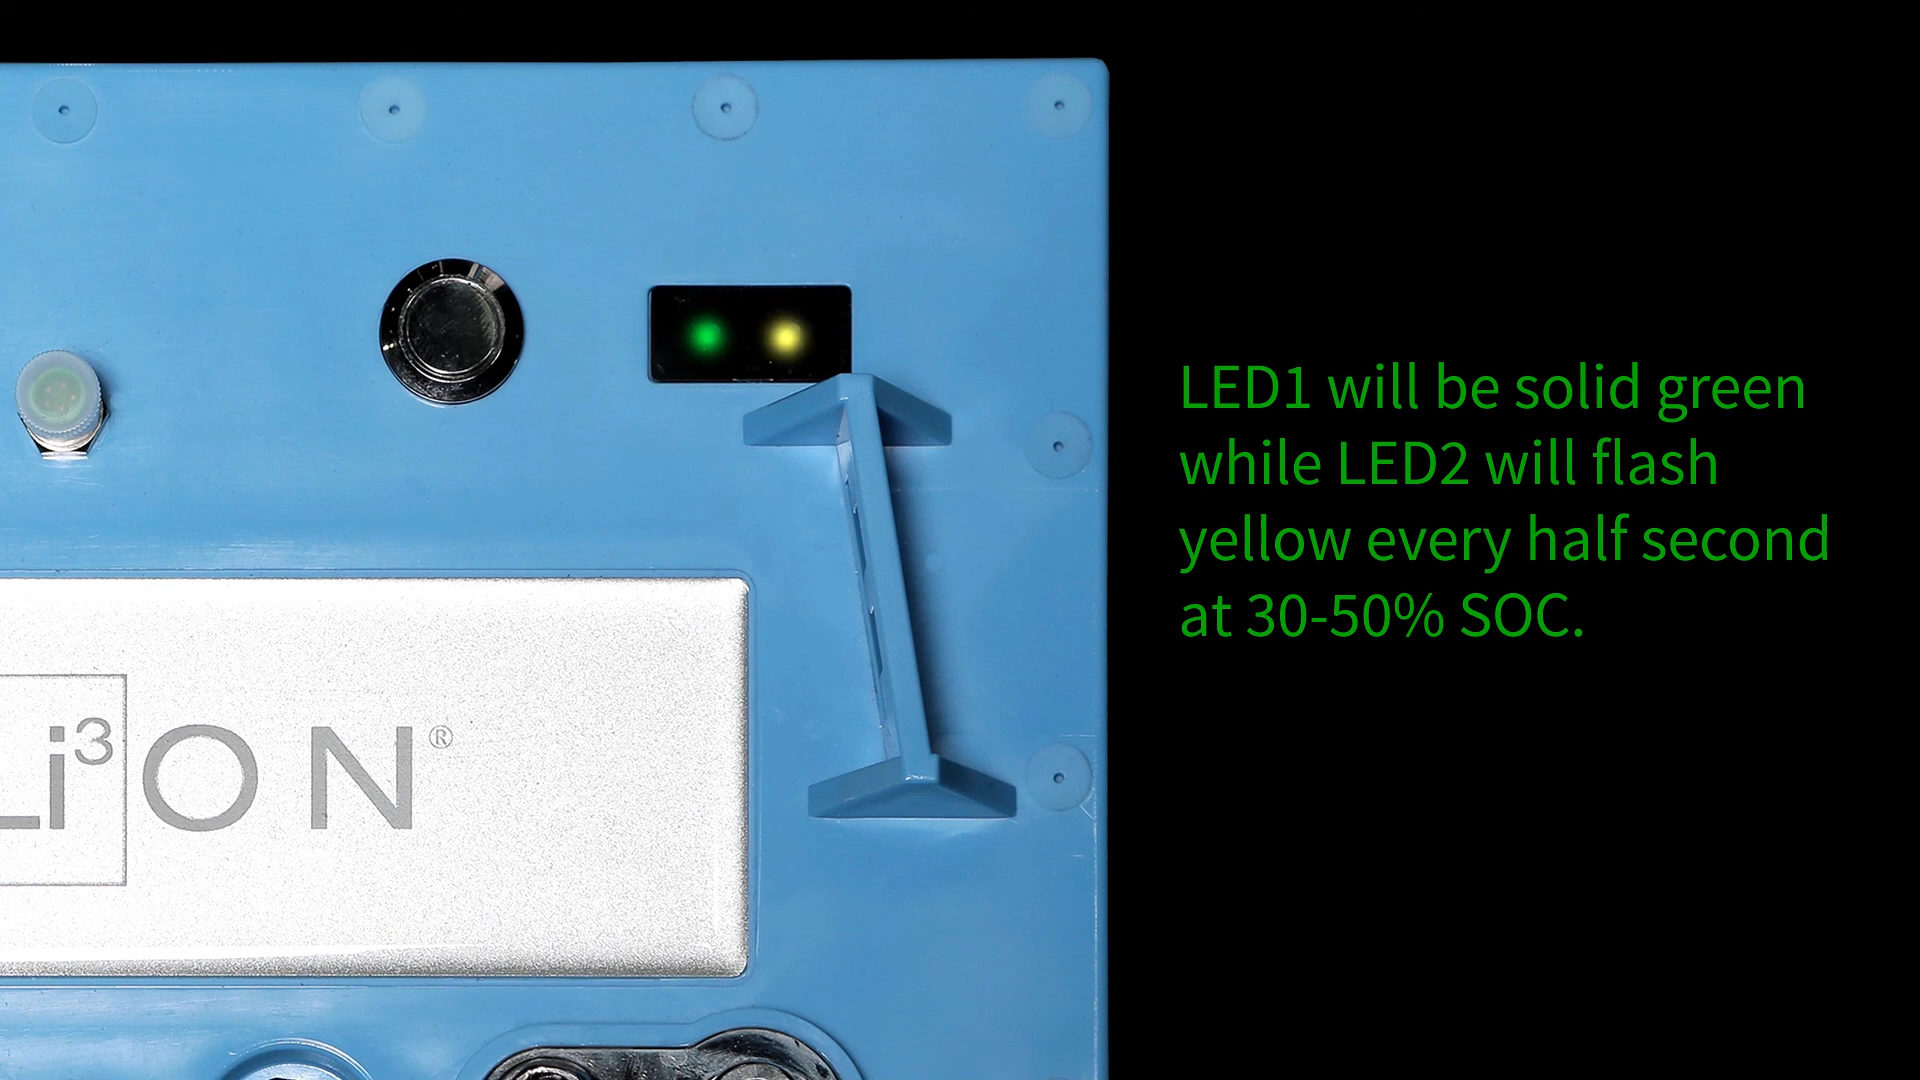 LED1 will be solid green
while LED2 will flash
yellow every half second
at 30-50% SOC.
Li³ON®